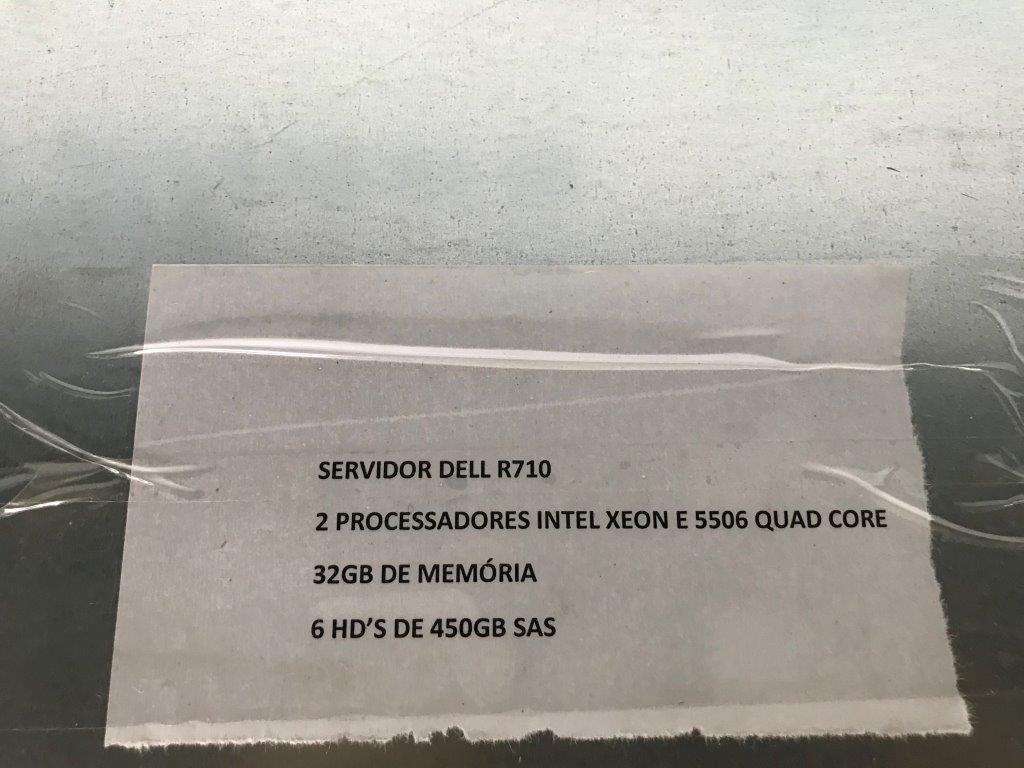 SERVIDOR DELL R710
2 PROCESSADORES INTEL XEON E 5506 QUAD CORE
32GB DE MEMÓRIA
6 HD’S DE 450GB SAS